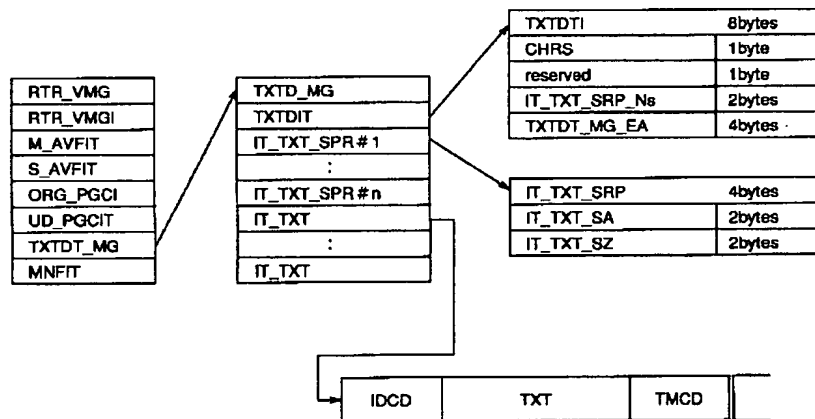 RTR_VMG
RTR_VMGI
M_AVFIT
S_AVFIT
ORG_PGCI
UD_PGCIT
TXTDT_MG
MNFIT
TXTD_MG
TXTDIT
IT_TXT_SPR#1
:
IT_TXT_SPR#n
IT_TXT
:
IT_TXT
TXTDTI 8bytes
CHRS 1byte
reserved 1byte
IT_TXT_SRP_Ns 2bytes
TXTDT_MG_EA 4bytes
IT_TXT_SRP 4bytes
IT_TXT_SA 2bytes
IT_TXT_SZ 2bytes
IDCD TXT TMCD